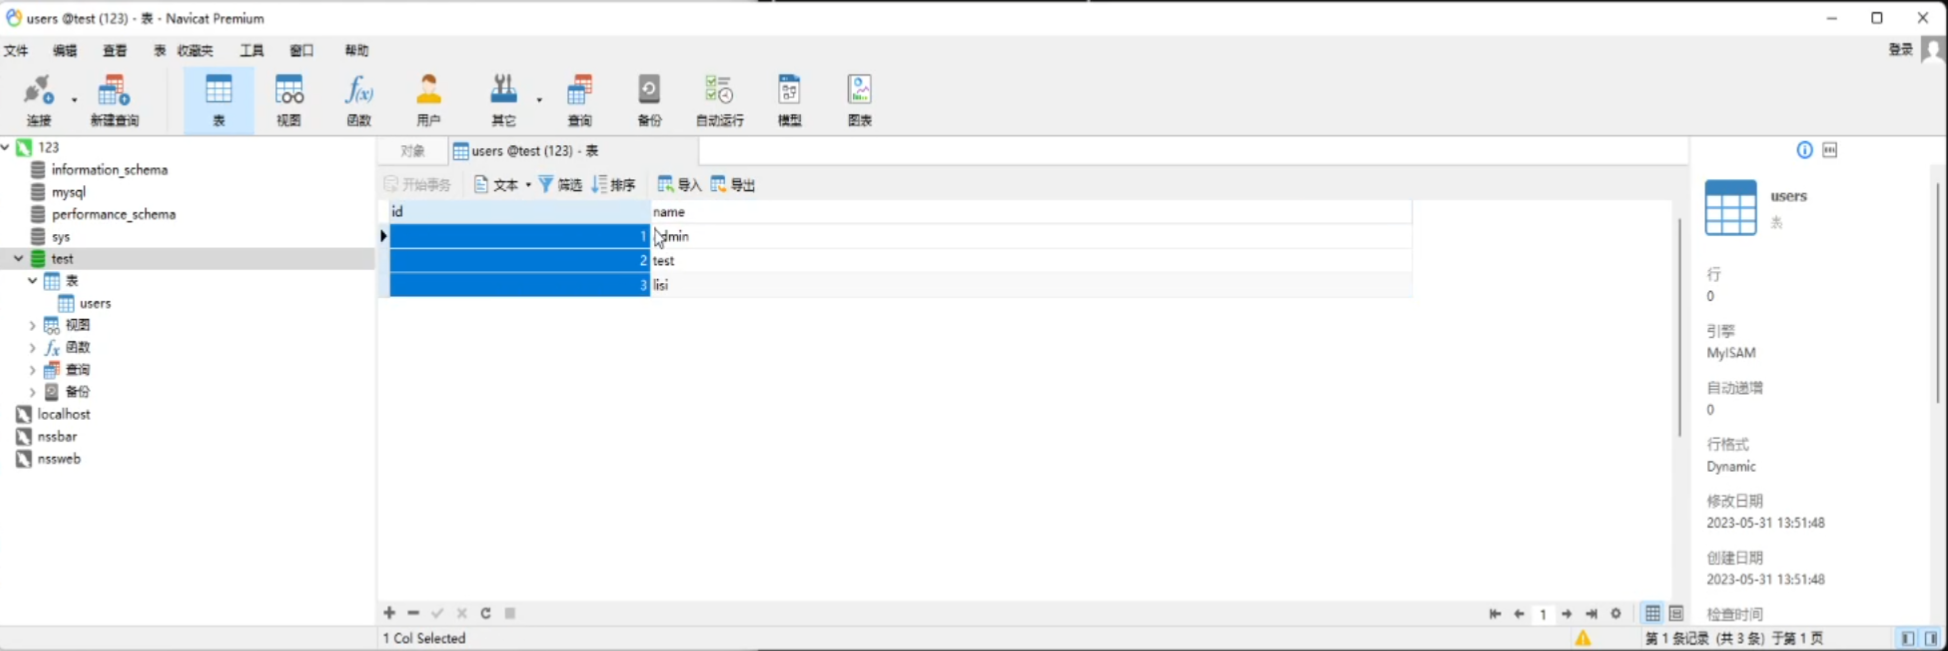 users @test (123) - 表 - Navicat Premium
文件 编辑 查看 表 收藏夹 工具 窗口 帮助 登录
连接 新建查询 表 视图 函数 用户 其它 查询 备份 自动运行 模型 图表
123
information_schema
mysql
performance_schema
sys
test
表
users
视图
函数
查询
备份
localhost
nssbar
nssweb
对象 users @test (123) - 表
开始事务 文本 筛选 排序 导入 导出
id name
1 admin
2 test
3 lisi
1
1 Col Selected
第 1 条记录 (共 3 条) 于第 1 页
users
表
行
0
引擎
MyISAM
自动递增
0
行格式
Dynamic
修改日期
2023-05-31 13:51:48
创建日期
2023-05-31 13:51:48
检查时间